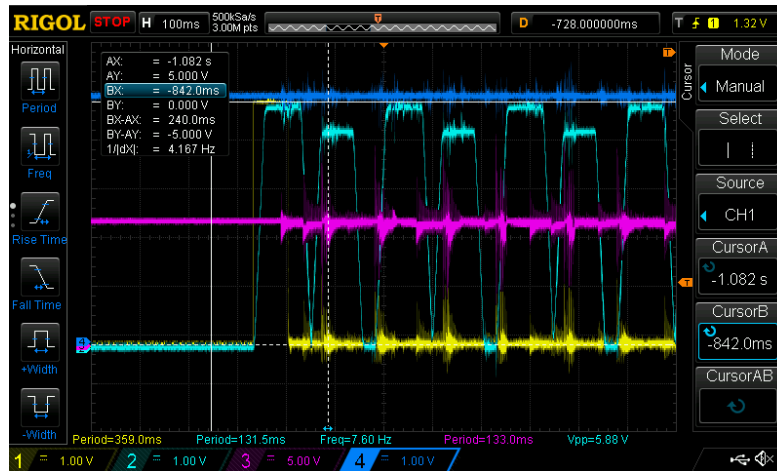 RIGOL STOP H 100ms 500kSa/s 3.00M pts T D -728.000000ms T 1 1.32 V
Horizontal
Period
Freq
Rise Time
Fall Time
+Width
-Width
AX: = -1.082 s
AY: = 5.000 V
BX: = -842.0ms
BY: = 0.000 V
BX-AX: = 240.0ms
BY-AY: = -5.000 V
1/|dX|: = 4.167 Hz
T
T
4
Cursor
Mode
Manual
Select
Source
CH1
CursorA
-1.082 s
CursorB
-842.0ms
CursorAB
Period=359.0ms Period=131.5ms Freq=7.60 Hz Period=133.0ms Vpp=5.88 V
1 = 1.00 V 2 = 1.00 V 3 = 5.00 V 4 = 1.00 V